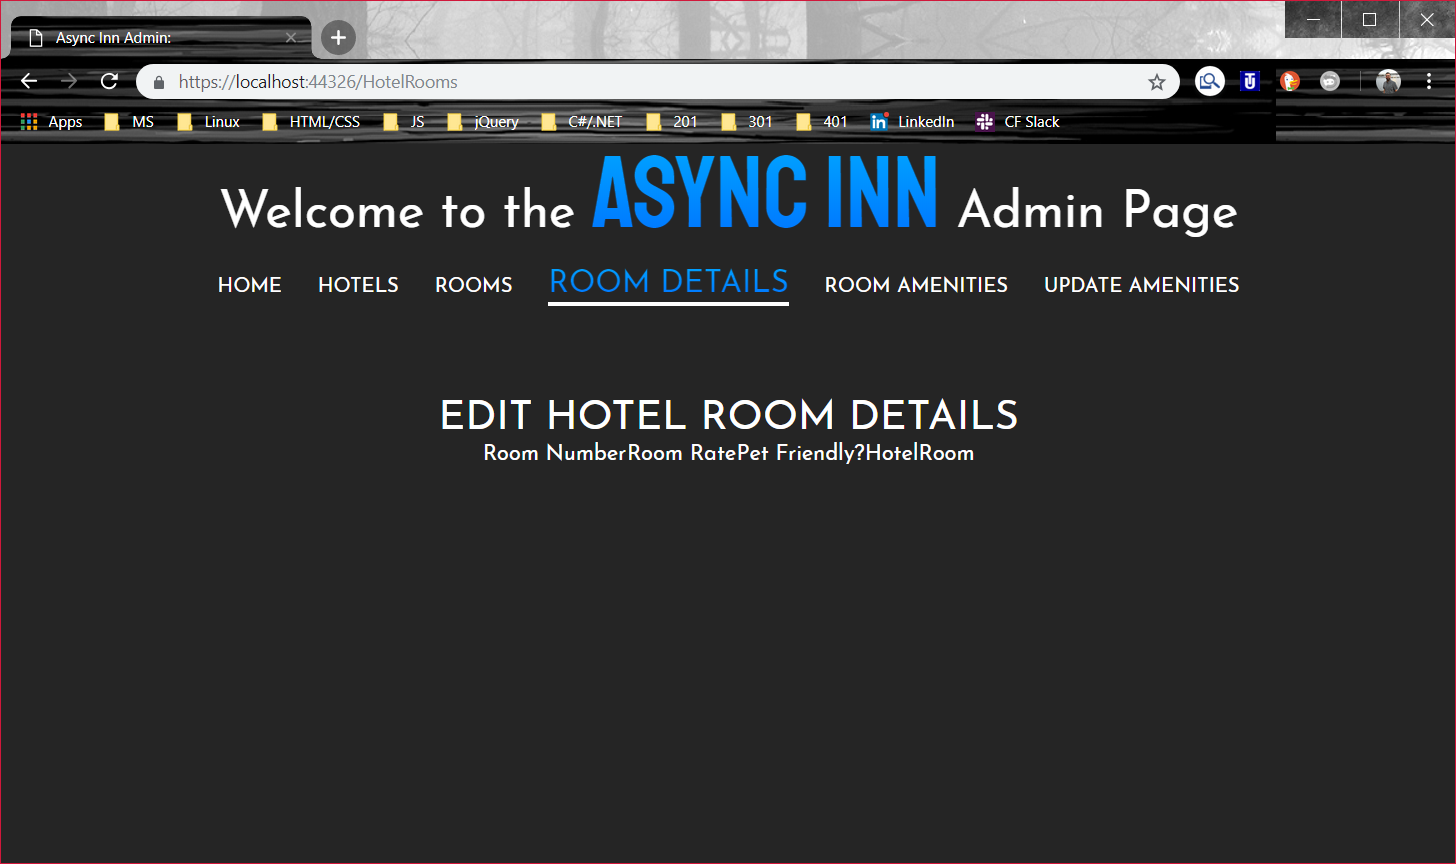 Async Inn Admin:
https://localhost:44326/HotelRooms
Apps MS Linux HTML/CSS JS jQuery C#/.NET 201 301 401 LinkedIn CF Slack
Welcome to the ASYNC INN Admin Page
HOME HOTELS ROOMS ROOM DETAILS ROOM AMENITIES UPDATE AMENITIES
EDIT HOTEL ROOM DETAILS
Room NumberRoom RatePet Friendly?HotelRoom